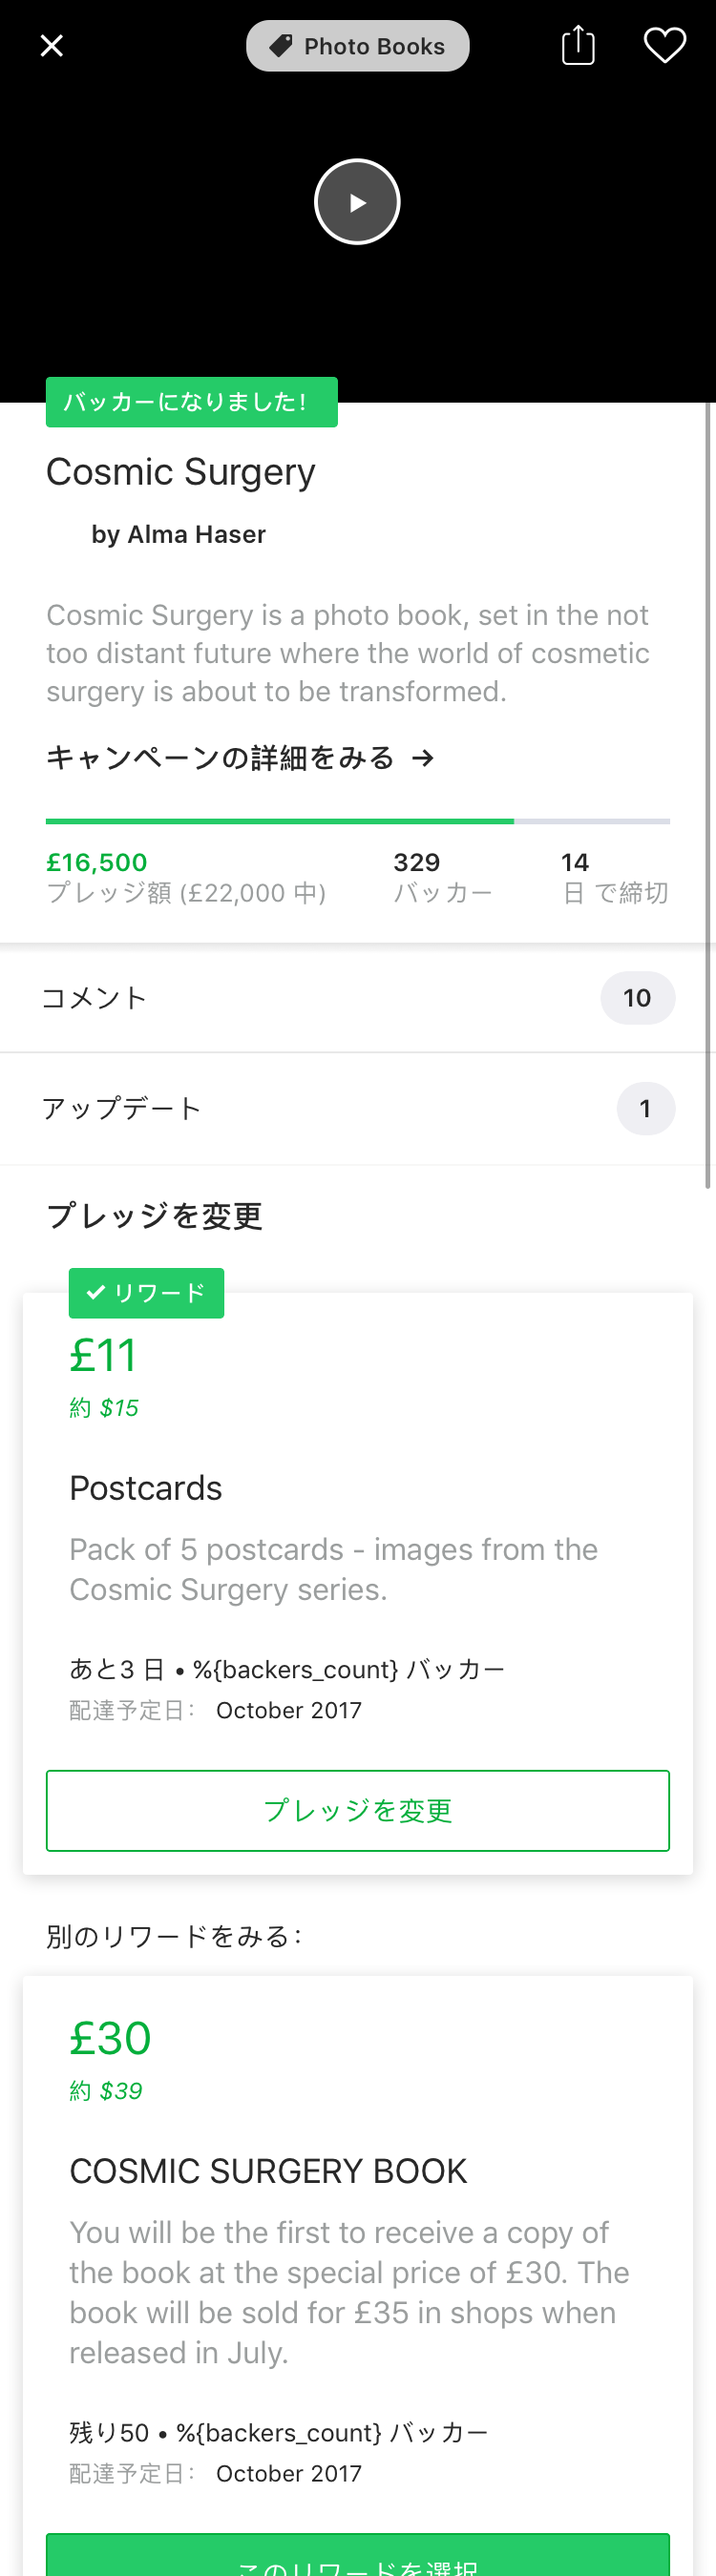 Photo Books
バッカーになりました！
Cosmic Surgery
by Alma Haser
Cosmic Surgery is a photo book, set in the not
too distant future where the world of cosmetic
surgery is about to be transformed.
キャンペーンの詳細をみる →
£16,500 329 14
プレッジ額 (£22,000 中) バッカー 日 で締切
コメント 10
アップデート 1
プレッジを変更
✓ リワード
£11
約 $15
Postcards
Pack of 5 postcards - images from the
Cosmic Surgery series.
あと3 日 • %{backers_count} バッカー
配達予定日： October 2017
プレッジを変更
別のリワードをみる：
£30
約 $39
COSMIC SURGERY BOOK
You will be the first to receive a copy of
the book at the special price of £30. The
book will be sold for £35 in shops when
released in July.
残り50 • %{backers_count} バッカー
配達予定日： October 2017
このリワードを選択